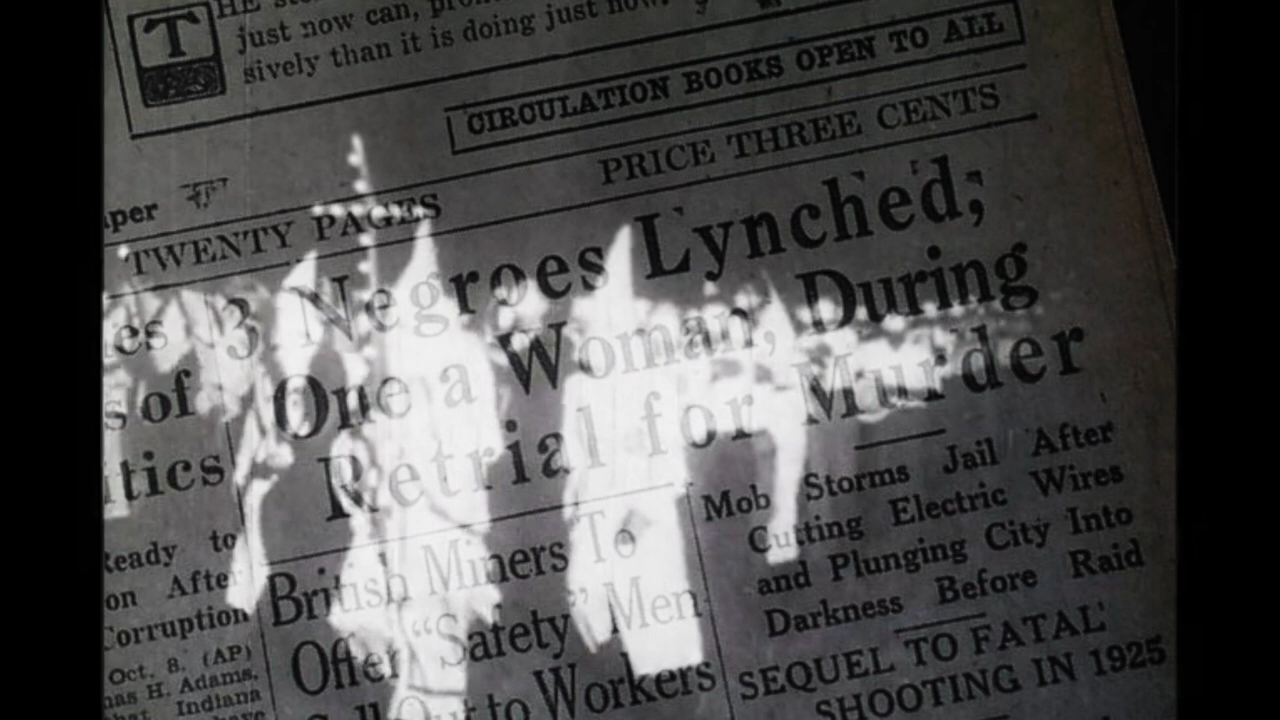 THE
just now can,
sively than it is doing just now.
CIRCULATION BOOKS OPEN TO ALL
PRICE THREE CENTS
TWENTY PAGES
3 Negroes Lynched;
One a Woman, During
Retrial for Murder
of
Mob Storms Jail After
Cutting Electric Wires
and Plunging City Into
Darkness Before Raid
SEQUEL TO FATAL
SHOOTING IN 1925
British Miners To
Offer "Safety" Men
to Workers
Ready to
on After
Corruption
Oct. 8. (AP)
H. Adams,
Indiana